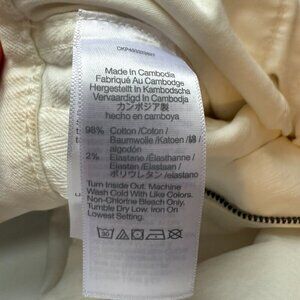 Made in Cambodia
Fabriqué Au Cambodge
Hergestellt in Kambodscha
Vervaardigd In Cambodja
カンボジア製
hecho en camboya
98% Cotton /Coton /
Baumwolle /Katoen /綿 /
algodón
2% Elastane /Élasthanne /
Elastan /Elastaan /
ポリウレタン /elastano
Turn Inside Out. Machine
Wash Cold With Like Colors.
Non-Chlorine Bleach Only.
Tumble Dry Low. Iron On
Lowest Setting.
30